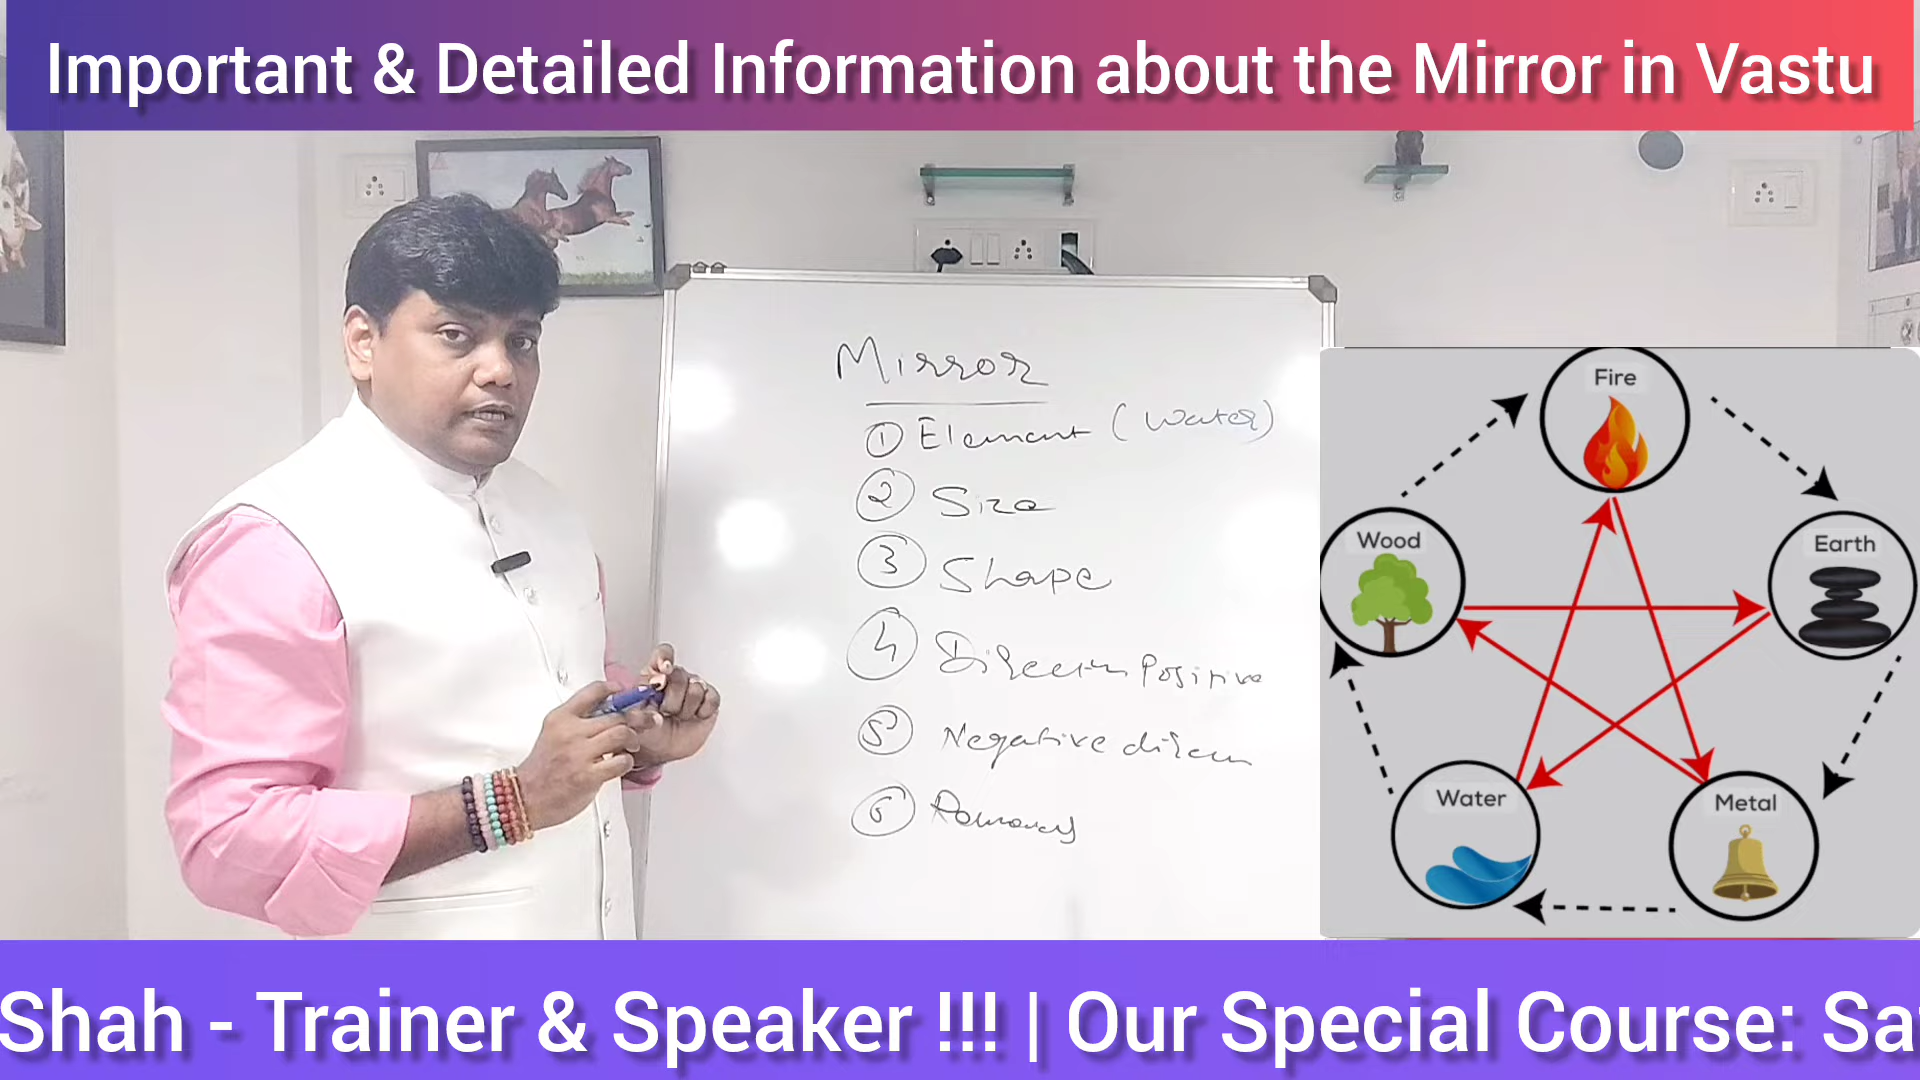 Important & Detailed Information about the Mirror in Vastu
Mirror
① Element (Water)
② Size
③ Shape
④ Direction Positive
⑤ Negative direcn
⑥ Remedy
Fire
Wood
Earth
Water
Metal
Shah - Trainer & Speaker !!! | Our Special Course: Sa